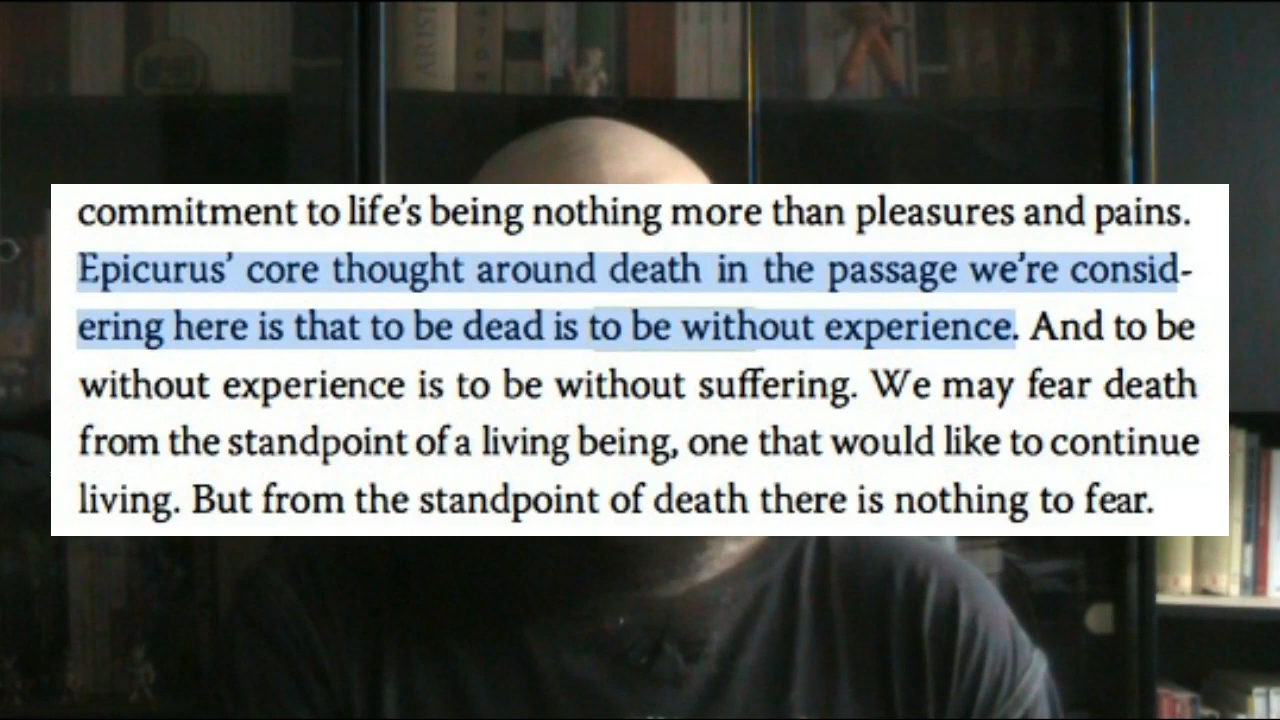 ARIST
commitment to life's being nothing more than pleasures and pains.
Epicurus' core thought around death in the passage we're consid-
ering here is that to be dead is to be without experience. And to be
without experience is to be without suffering. We may fear death
from the standpoint of a living being, one that would like to continue
living. But from the standpoint of death there is nothing to fear.